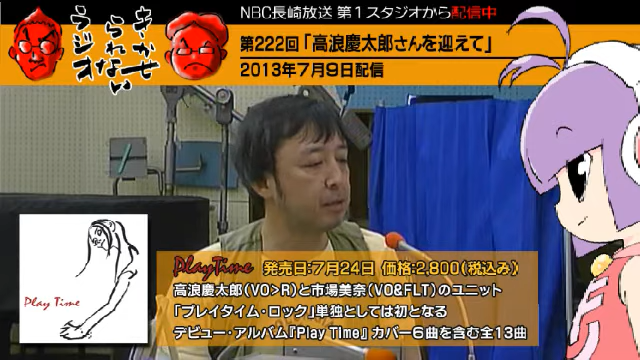 NBC長崎放送 第１スタジオから配信中
きかせ
られない
ラジオ
第222回 「高浪慶太郎さんを迎えて」
2013年7月9日配信
Play Time
PlayTime 発売日:7月24日 価格:2,800(税込み)
高浪慶太郎(VO>R)と市場美奈(VO&FLT)のユニット
「プレイタイム・ロック」単独としては初となる
デビュー・アルバム『Play Time』 カバー6曲を含む全13曲